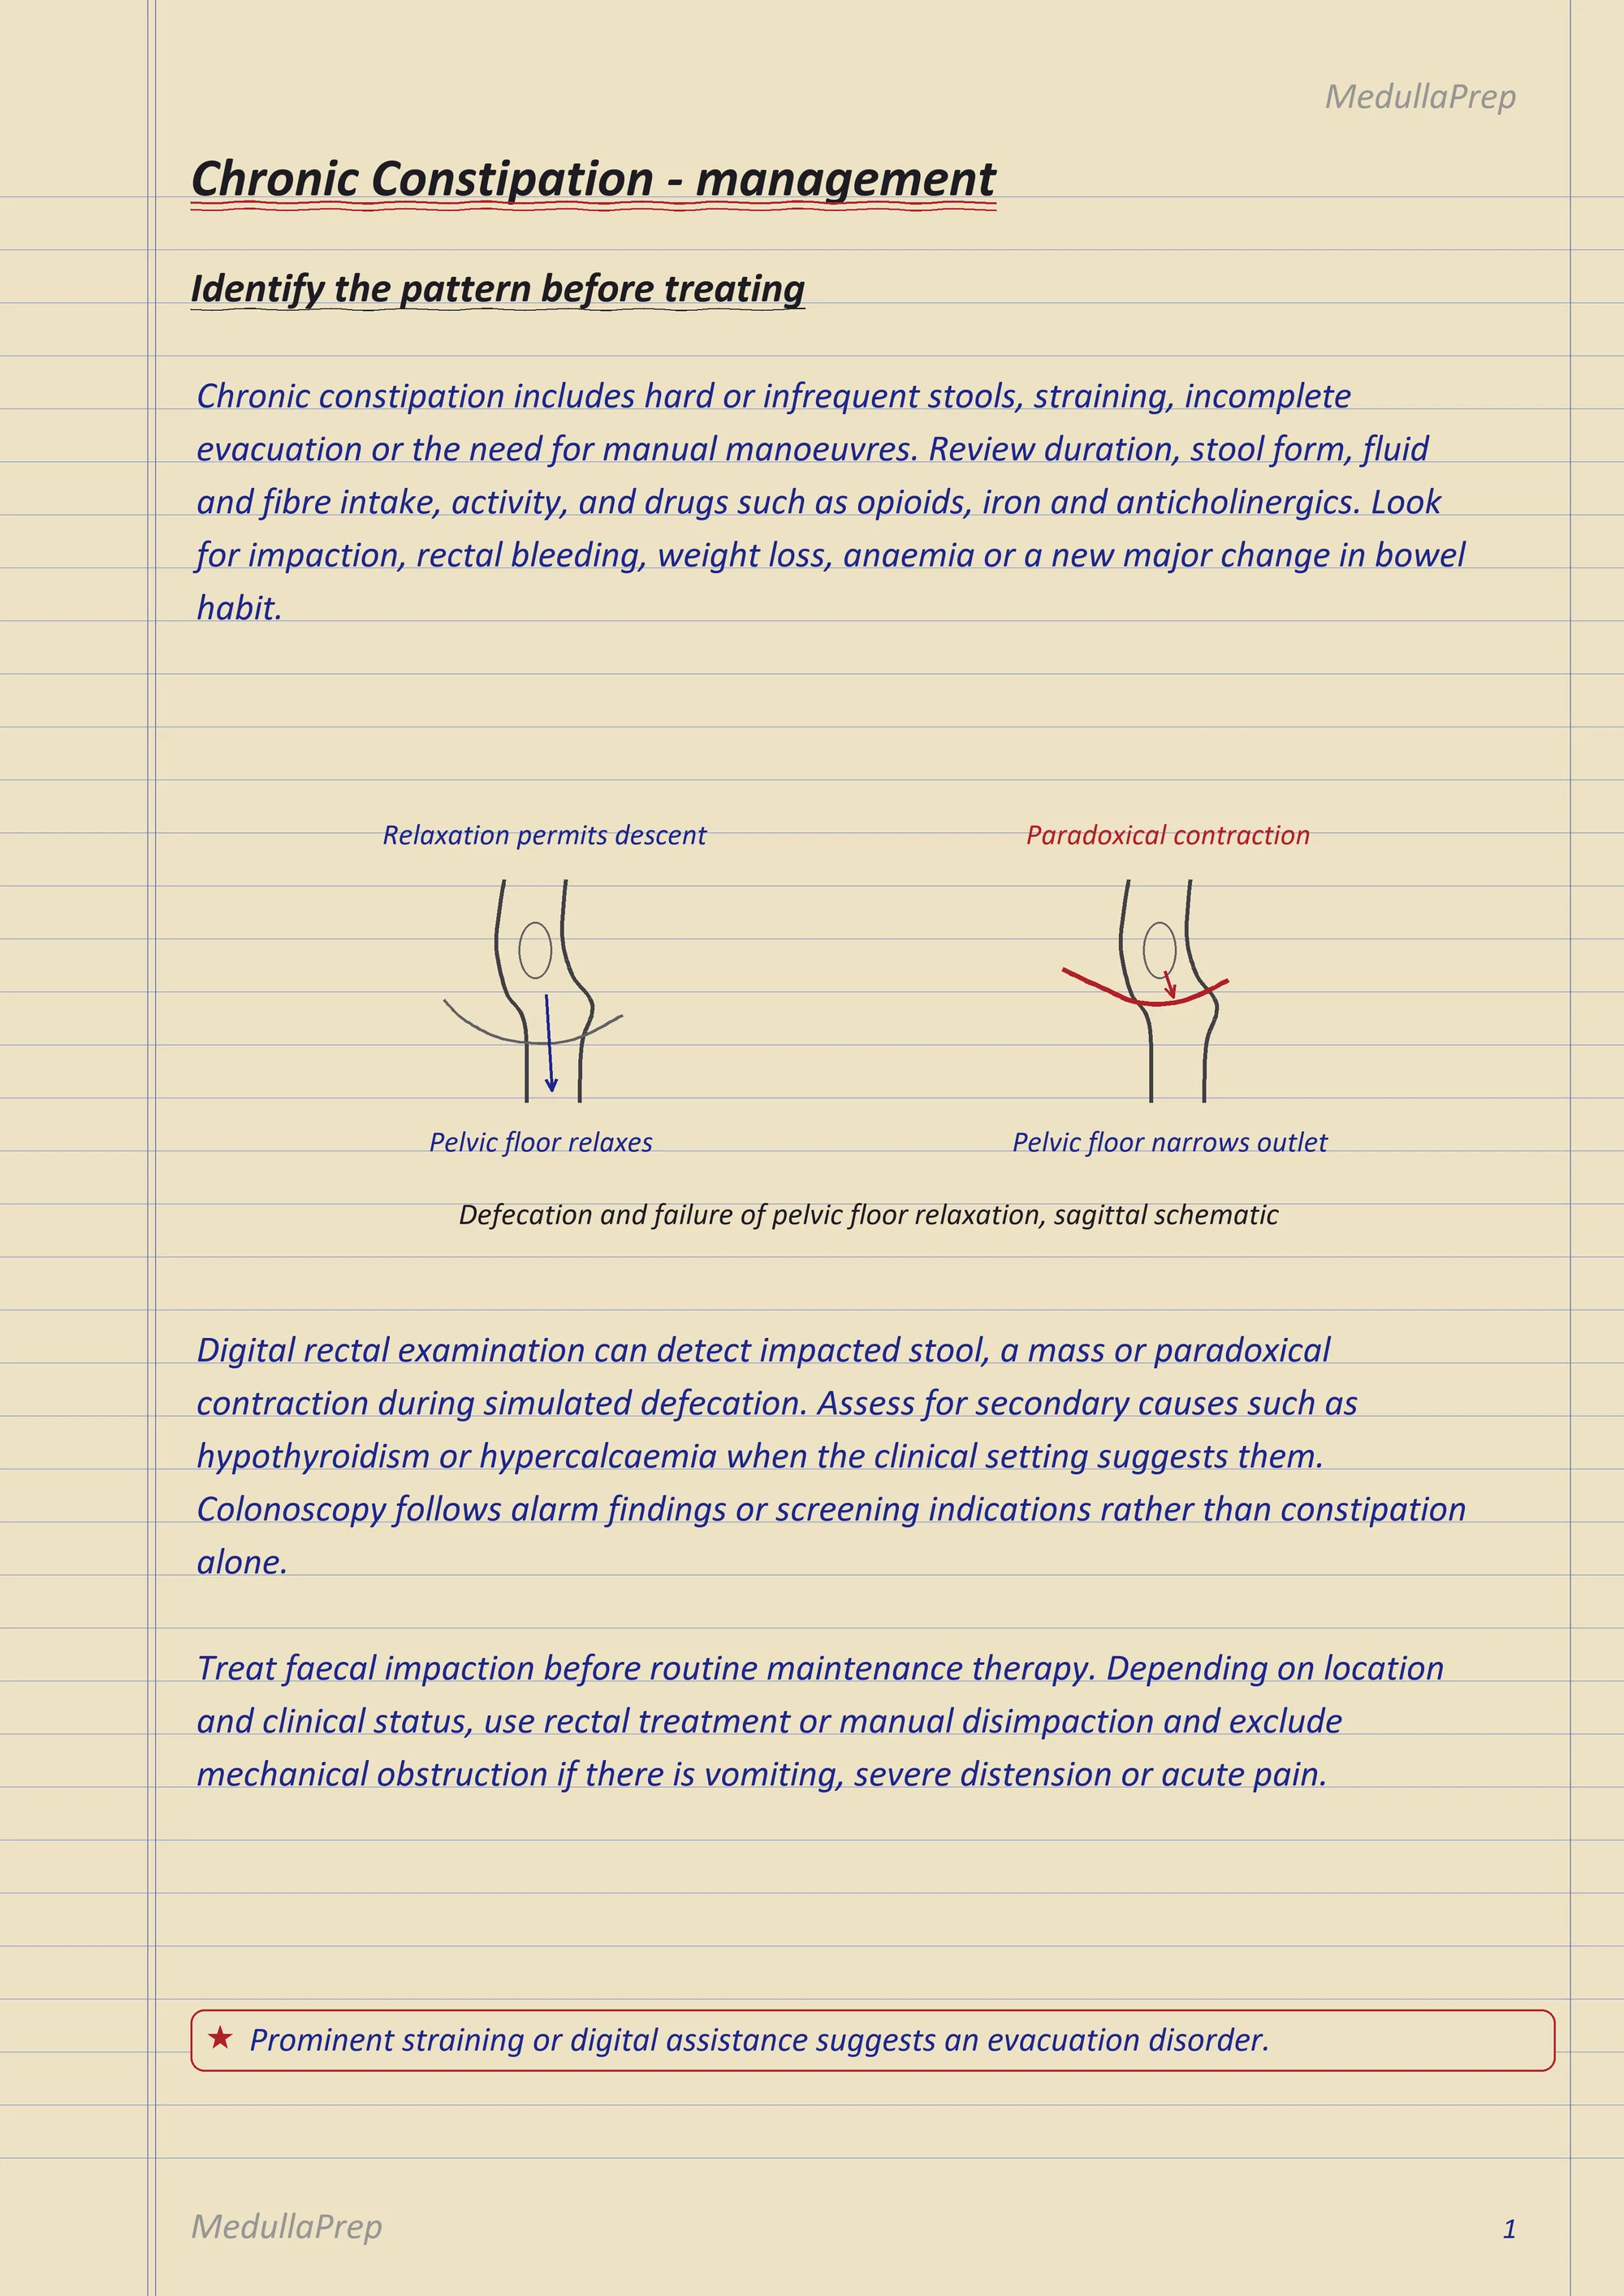 MedullaPrep
Chronic Constipation - management
Identify the pattern before treating
Chronic constipation includes hard or infrequent stools, straining, incomplete
evacuation or the need for manual manoeuvres. Review duration, stool form, fluid
and fibre intake, activity, and drugs such as opioids, iron and anticholinergics. Look
for impaction, rectal bleeding, weight loss, anaemia or a new major change in bowel
habit.
Relaxation permits descent
Paradoxical contraction
Pelvic floor relaxes
Pelvic floor narrows outlet
Defecation and failure of pelvic floor relaxation, sagittal schematic
Digital rectal examination can detect impacted stool, a mass or paradoxical
contraction during simulated defecation. Assess for secondary causes such as
hypothyroidism or hypercalcaemia when the clinical setting suggests them.
Colonoscopy follows alarm findings or screening indications rather than constipation
alone.
Treat faecal impaction before routine maintenance therapy. Depending on location
and clinical status, use rectal treatment or manual disimpaction and exclude
mechanical obstruction if there is vomiting, severe distension or acute pain.
★ Prominent straining or digital assistance suggests an evacuation disorder.
MedullaPrep
1